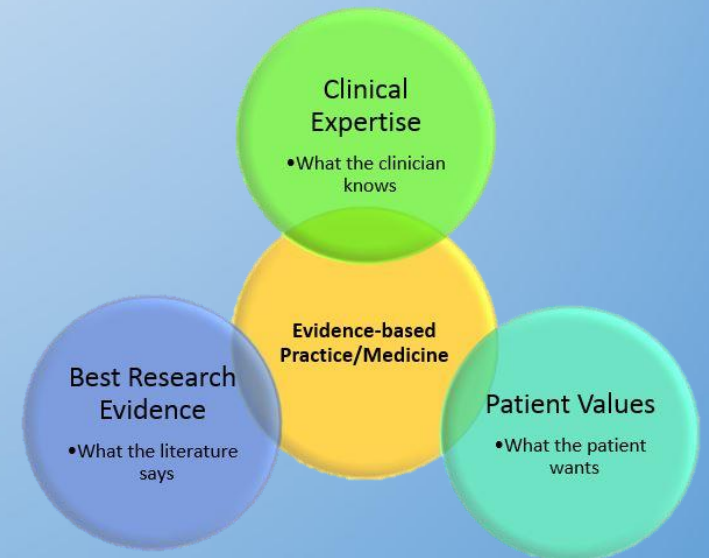 Clinical
Expertise
•What the clinician
knows
Evidence-based
Practice/Medicine
Best Research
Evidence
•What the literature
says
Patient Values
•What the patient
wants